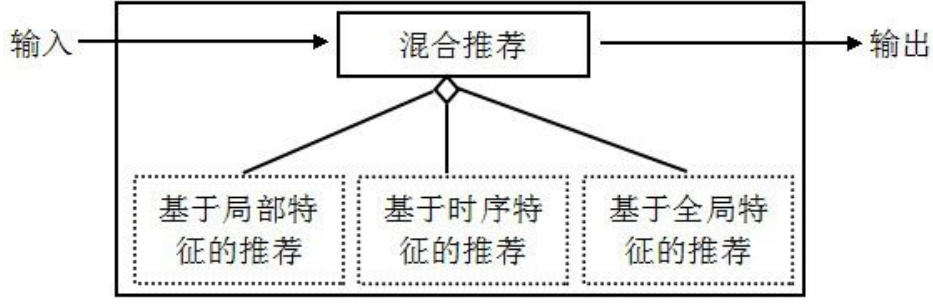 输入
混合推荐
输出
基于局部特
征的推荐
基于时序特
征的推荐
基于全局特
征的推荐